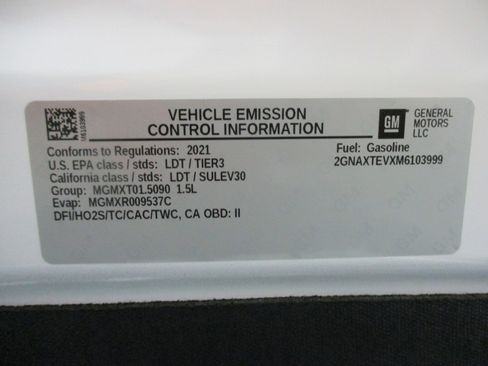 VEHICLE EMISSION
CONTROL INFORMATION
GM
GENERAL
MOTORS
LLC
Conforms to Regulations: 2021
Fuel: Gasoline
U.S. EPA class / stds: LDT / TIER3
2GNAXTEVXM6103999
California class / stds: LDT / SULEV30
Group: MGMXT01.5090 1.5L
Evap: MGMXR009537C
DFI/HO2S/TC/CAC/TWC, CA OBD: II
M6103999